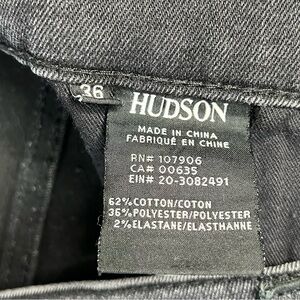 36
HUDSON
MADE IN CHINA
FABRIQUÉ EN CHINE
RN# 107906
CA# 00635
EIN# 20-3082491
62% COTTON/COTON
36% POLYESTER/POLYESTER
2% ELASTANE/ELASTHANNE